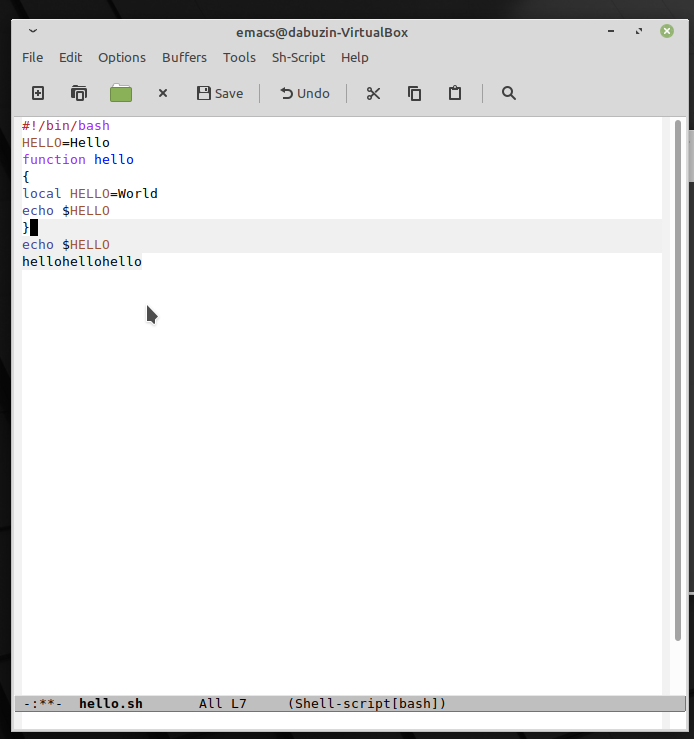 emacs@dabuzin-VirtualBox
File Edit Options Buffers Tools Sh-Script Help
Save Undo
#!/bin/bash
HELLO=Hello
function hello
{
local HELLO=World
echo $HELLO
}
echo $HELLO
hellohellohello
-:**- hello.sh All L7 (Shell-script[bash])